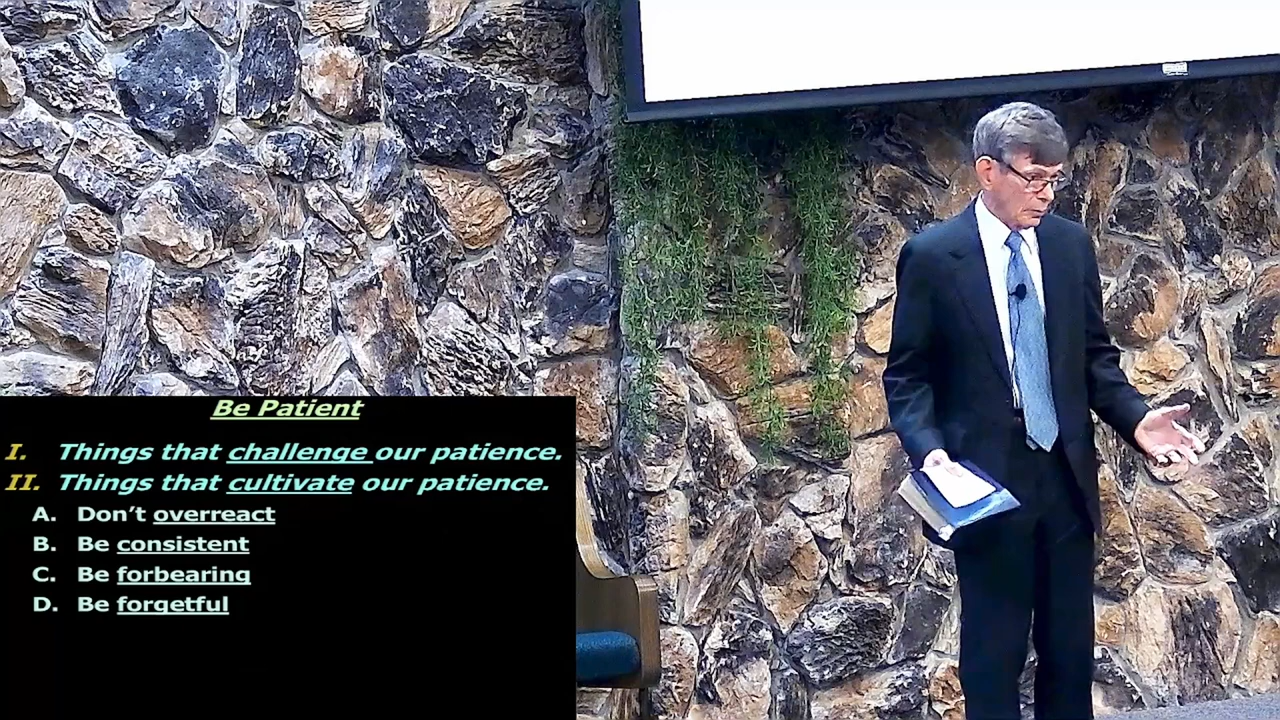 Be Patient
I. Things that challenge our patience.
II. Things that cultivate our patience.
A. Don't overreact
B. Be consistent
C. Be forbearing
D. Be forgetful